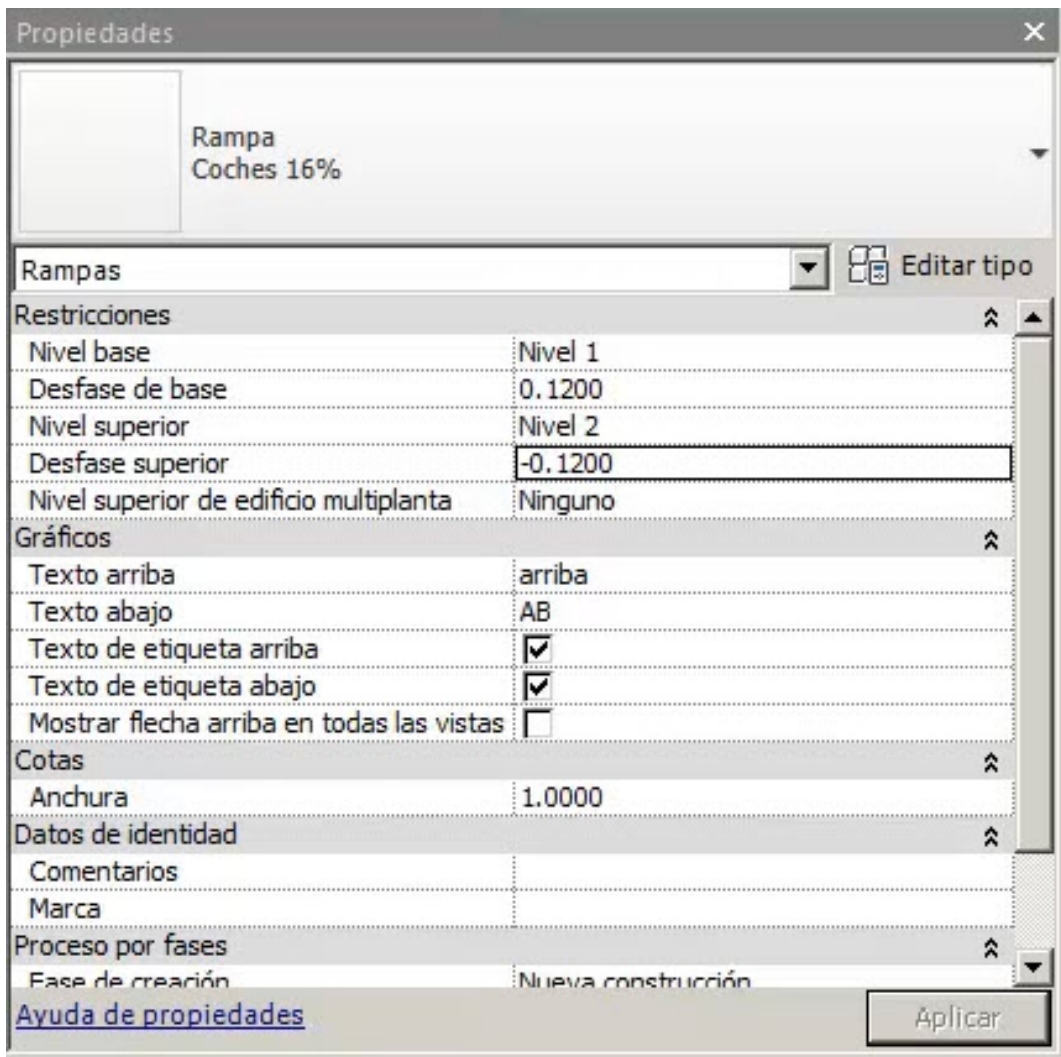 Propiedades
Rampa
Coches 16%
Rampas Editar tipo
Restricciones
Nivel base Nivel 1
Desfase de base 0.1200
Nivel superior Nivel 2
Desfase superior -0.1200
Nivel superior de edificio multiplanta Ninguno
Gráficos
Texto arriba arriba
Texto abajo AB
Texto de etiqueta arriba
Texto de etiqueta abajo
Mostrar flecha arriba en todas las vistas
Cotas
Anchura 1.0000
Datos de identidad
Comentarios
Marca
Proceso por fases
Fase de creación Nueva construcción
Ayuda de propiedades Aplicar